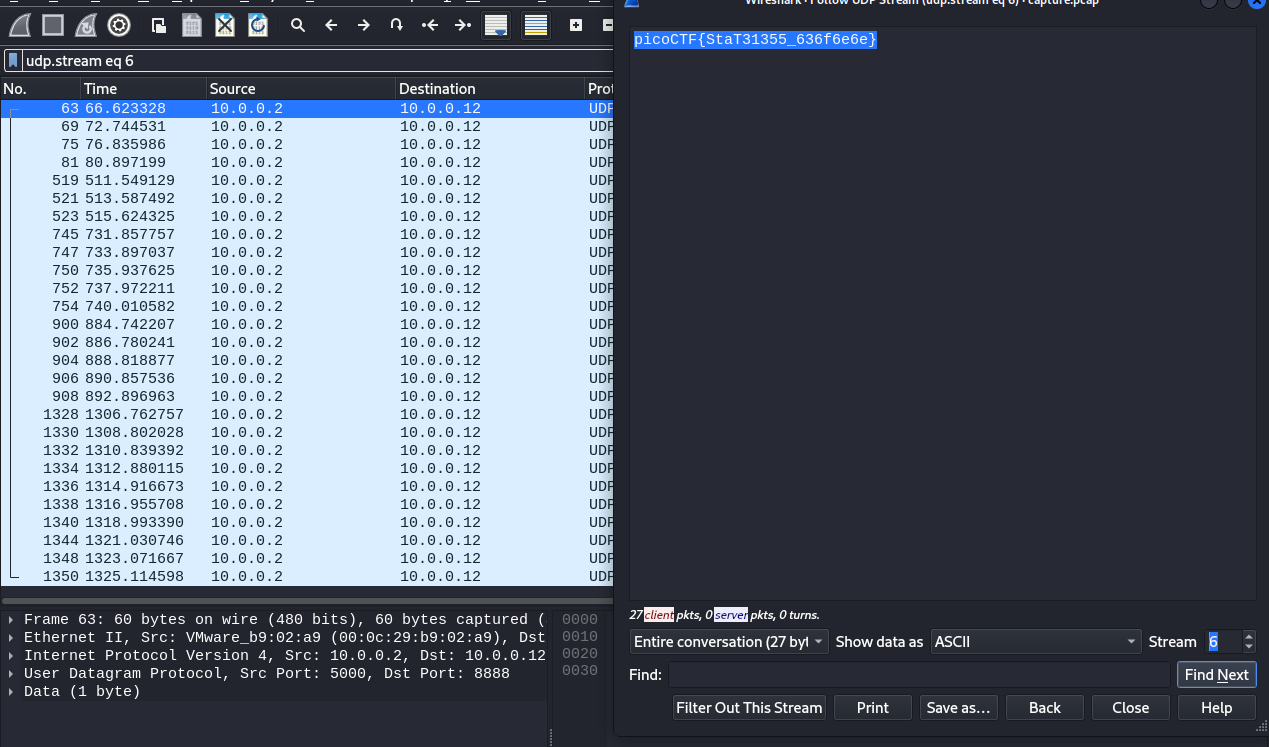 Wireshark · Follow UDP Stream (udp.stream eq 6) · capture.pcap
udp.stream eq 6
No. Time Source Destination Prot
63 66.623328 10.0.0.2 10.0.0.12 UDP
69 72.744531 10.0.0.2 10.0.0.12 UDP
75 76.835986 10.0.0.2 10.0.0.12 UDP
81 80.897199 10.0.0.2 10.0.0.12 UDP
519 511.549129 10.0.0.2 10.0.0.12 UDP
521 513.587492 10.0.0.2 10.0.0.12 UDP
523 515.624325 10.0.0.2 10.0.0.12 UDP
745 731.857757 10.0.0.2 10.0.0.12 UDP
747 733.897037 10.0.0.2 10.0.0.12 UDP
750 735.937625 10.0.0.2 10.0.0.12 UDP
752 737.972211 10.0.0.2 10.0.0.12 UDP
754 740.010582 10.0.0.2 10.0.0.12 UDP
900 884.742207 10.0.0.2 10.0.0.12 UDP
902 886.780241 10.0.0.2 10.0.0.12 UDP
904 888.818877 10.0.0.2 10.0.0.12 UDP
906 890.857536 10.0.0.2 10.0.0.12 UDP
908 892.896963 10.0.0.2 10.0.0.12 UDP
1328 1306.762757 10.0.0.2 10.0.0.12 UDP
1330 1308.802028 10.0.0.2 10.0.0.12 UDP
1332 1310.839392 10.0.0.2 10.0.0.12 UDP
1334 1312.880115 10.0.0.2 10.0.0.12 UDP
1336 1314.916673 10.0.0.2 10.0.0.12 UDP
1338 1316.955708 10.0.0.2 10.0.0.12 UDP
1340 1318.993390 10.0.0.2 10.0.0.12 UDP
1344 1321.030746 10.0.0.2 10.0.0.12 UDP
1348 1323.071667 10.0.0.2 10.0.0.12 UDP
1350 1325.114598 10.0.0.2 10.0.0.12 UDP
Frame 63: 60 bytes on wire (480 bits), 60 bytes captured (
Ethernet II, Src: VMware_b9:02:a9 (00:0c:29:b9:02:a9), Dst
Internet Protocol Version 4, Src: 10.0.0.2, Dst: 10.0.0.12
User Datagram Protocol, Src Port: 5000, Dst Port: 8888
Data (1 byte)
0000
0010
0020
0030
picoCTF{StaT31355_636f6e6e}
27 client pkts, 0 server pkts, 0 turns.
Entire conversation (27 byt Show data as ASCII Stream 6
Find: Find Next
Filter Out This Stream Print Save as… Back Close Help